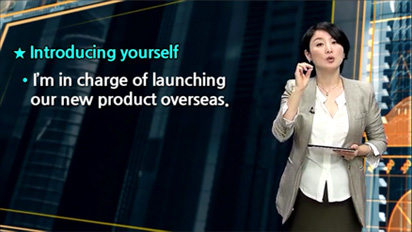 ★ Introducing yourself
• I'm in charge of launching
our new product overseas.